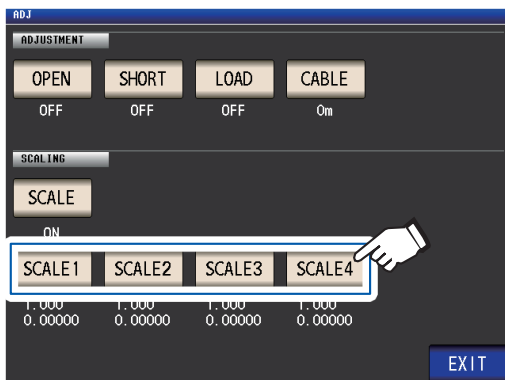 ADJ
ADJUSTMENT
OPEN SHORT LOAD CABLE
OFF OFF OFF 0m
SCALING
SCALE
ON
SCALE1 SCALE2 SCALE3 SCALE4
1.000 1.000 1.000 1.000
0.00000 0.00000 0.00000 0.00000
EXIT